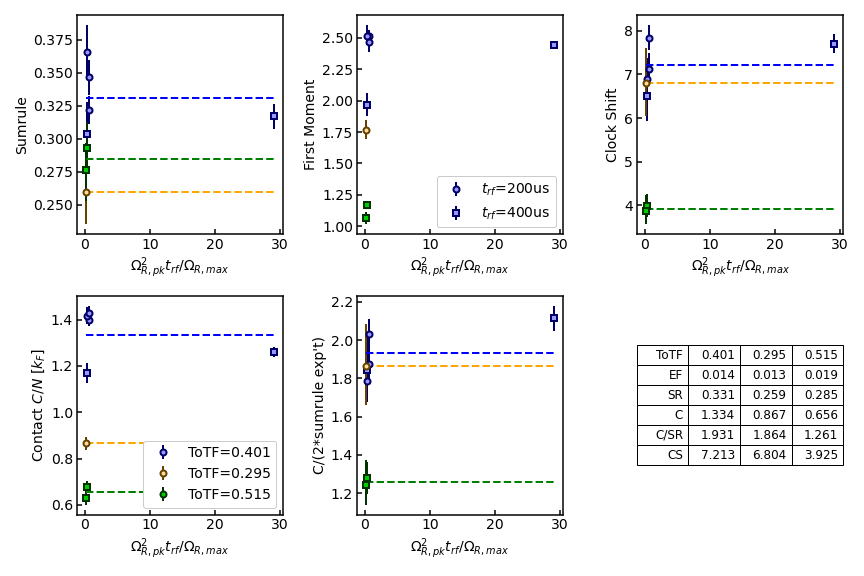 Sumrule
0.375
0.350
0.325
0.300
0.275
0.250
0 10 20 30
Ω²R,pk trf/ΩR,max
First Moment
2.50
2.25
2.00
1.75
1.50
1.25
1.00
trf=200us
trf=400us
0 10 20 30
Ω²R,pk trf/ΩR,max
Clock Shift
8
7
6
5
4
0 10 20 30
Ω²R,pk trf/ΩR,max
Contact C/N [kF]
1.4
1.2
1.0
0.8
0.6
ToTF=0.401
ToTF=0.295
ToTF=0.515
0 10 20 30
Ω²R,pk trf/ΩR,max
C/(2*sumrule exp't)
2.2
2.0
1.8
1.6
1.4
1.2
0 10 20 30
Ω²R,pk trf/ΩR,max
ToTF 0.401 0.295 0.515
EF 0.014 0.013 0.019
SR 0.331 0.259 0.285
C 1.334 0.867 0.656
C/SR 1.931 1.864 1.261
CS 7.213 6.804 3.925